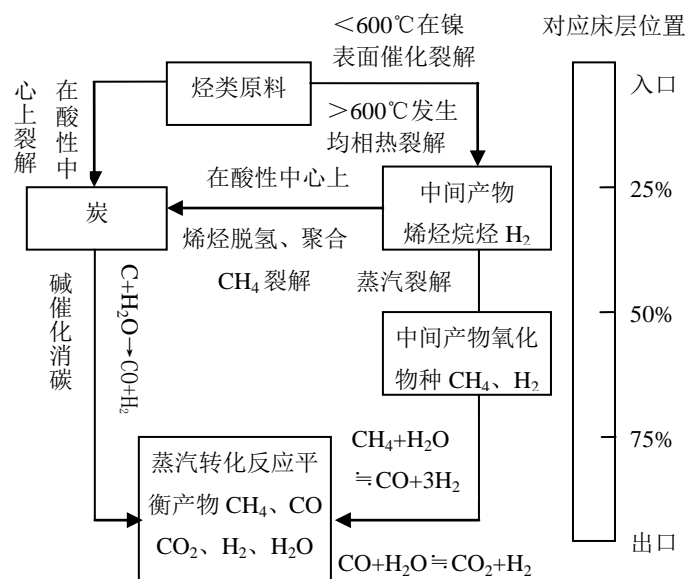 ＜600℃在镍
表面催化裂解
对应床层位置
烃类原料
入口
在酸性中
心上裂解
＞600℃发生
均相热裂解
在酸性中心上
中间产物
烯烃烷烃 H₂
25%
炭
烯烃脱氢、聚合
CH₄ 裂解
蒸汽裂解
碱催化消碳
C+H₂O→CO+H₂
中间产物氧化
物种 CH₄、H₂
50%
CH₄+H₂O
≒CO+3H₂
75%
蒸汽转化反应平
衡产物 CH₄、CO
CO₂、H₂、H₂O
出口
CO+H₂O≒CO₂+H₂